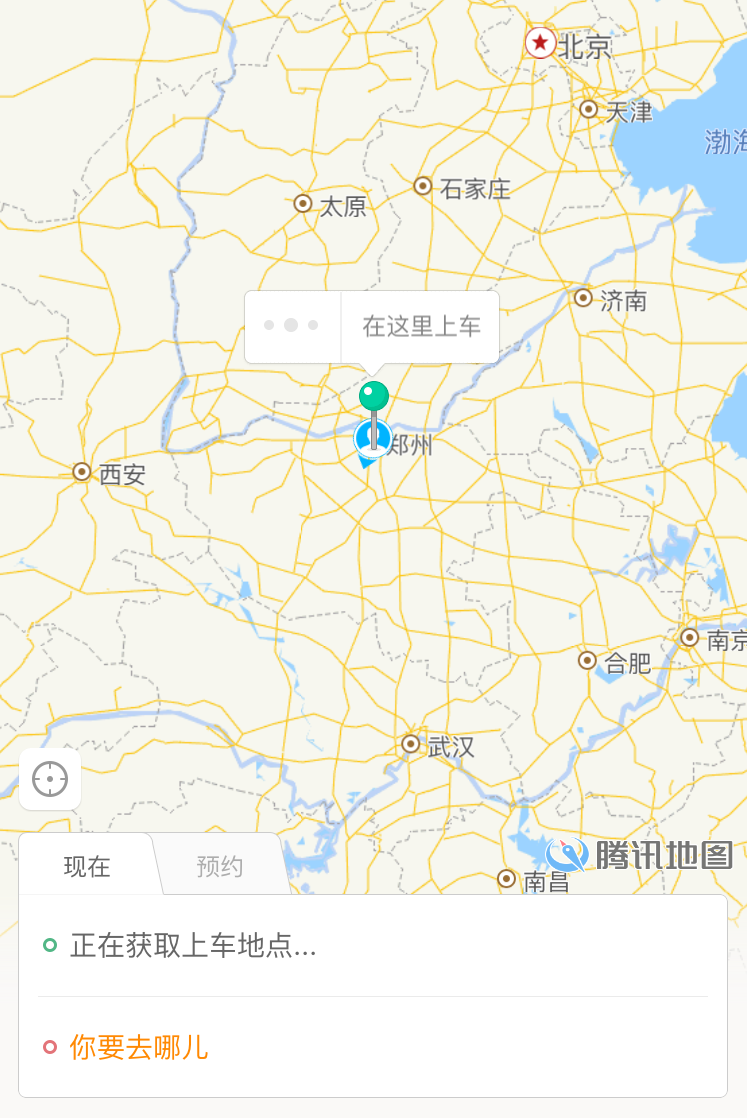 北京
天津
渤海
石家庄
太原
济南
在这里上车
郑州
西安
南京
合肥
武汉
腾讯地图
现在
预约
南昌
正在获取上车地点...
你要去哪儿